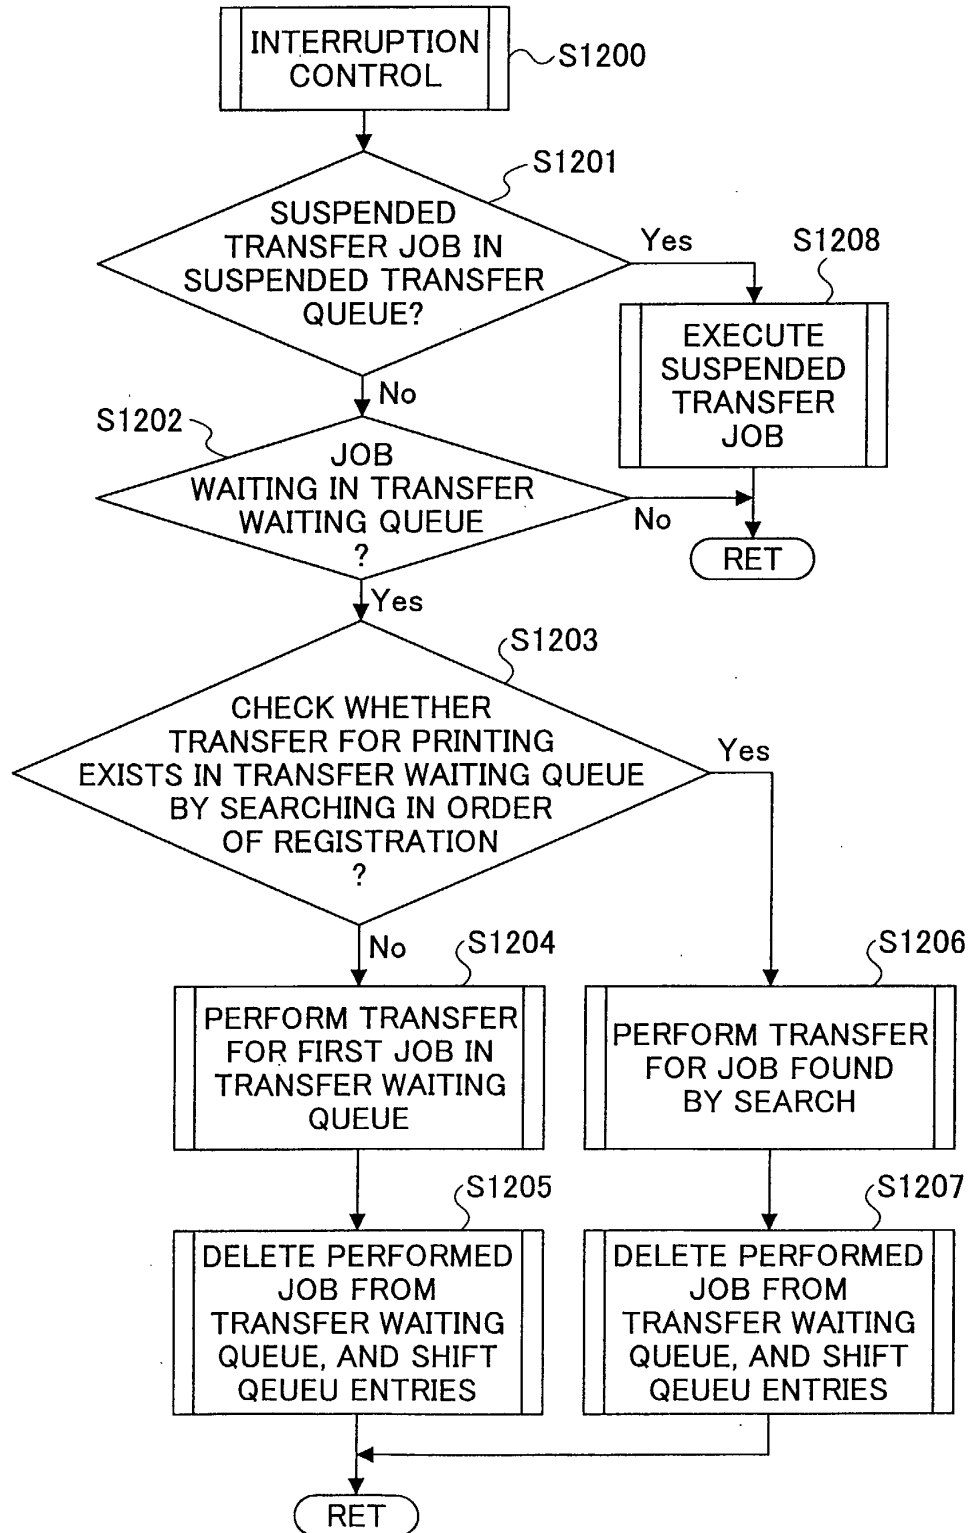 INTERRUPTION
CONTROL
S1200
S1201
SUSPENDED
TRANSFER JOB IN
SUSPENDED TRANSFER
QUEUE?
Yes
S1208
EXECUTE
SUSPENDED
TRANSFER
JOB
No
S1202
JOB
WAITING IN TRANSFER
WAITING QUEUE
?
No
RET
Yes
S1203
CHECK WHETHER
TRANSFER FOR PRINTING
EXISTS IN TRANSFER WAITING QUEUE
BY SEARCHING IN ORDER
OF REGISTRATION
?
Yes
No
S1204
PERFORM TRANSFER
FOR FIRST JOB IN
TRANSFER WAITING
QUEUE
S1206
PERFORM TRANSFER
FOR JOB FOUND
BY SEARCH
S1205
DELETE PERFORMED
JOB FROM
TRANSFER WAITING
QUEUE, AND SHIFT
QEUEU ENTRIES
S1207
DELETE PERFORMED
JOB FROM
TRANSFER WAITING
QUEUE, AND SHIFT
QEUEU ENTRIES
RET